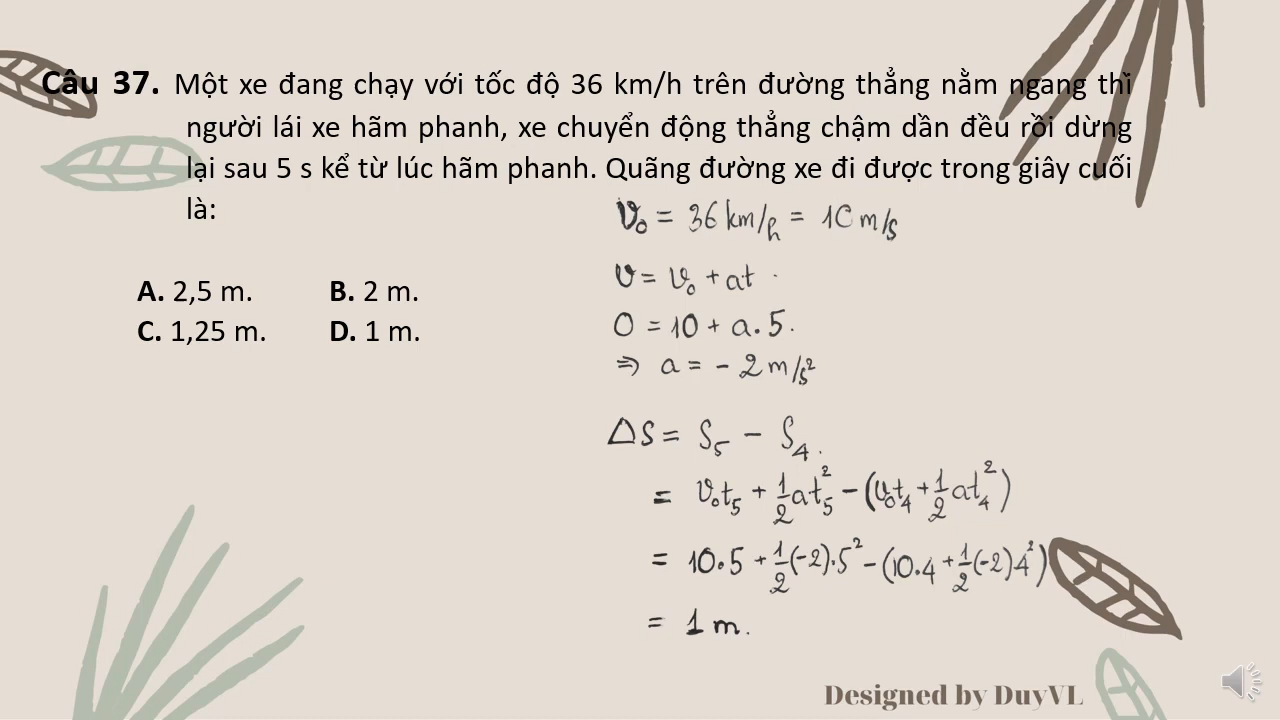 Câu 37. Một xe đang chạy với tốc độ 36 km/h trên đường thẳng nằm ngang thì
người lái xe hãm phanh, xe chuyển động thẳng chậm dần đều rồi dừng
lại sau 5 s kể từ lúc hãm phanh. Quãng đường xe đi được trong giây cuối
là:
A. 2,5 m. B. 2 m.
C. 1,25 m. D. 1 m.
v₀ = 36 km/h = 10 m/s
v = v₀ + at
0 = 10 + a.5.
⇒ a = - 2 m/s²
ΔS = S₅ - S₄.
= v₀t₅ + 1/2 at₅² - (v₀t₄ + 1/2 at₄²)
= 10.5 + 1/2 (-2).5² - (10.4 + 1/2 (-2)4²)
= 1 m.
Designed by DuyVL